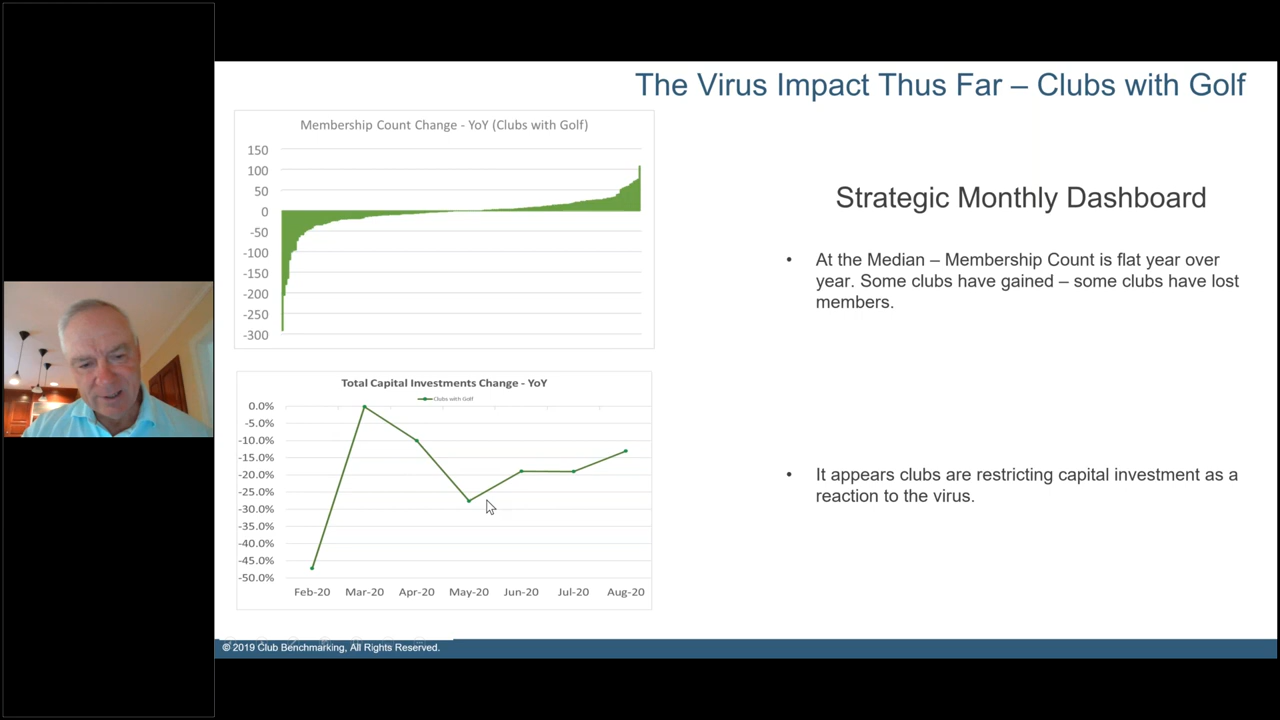 The Virus Impact Thus Far – Clubs with Golf
Membership Count Change - YoY (Clubs with Golf)
150
100
50
0
-50
-100
-150
-200
-250
-300
Strategic Monthly Dashboard
• At the Median – Membership Count is flat year over
year. Some clubs have gained – some clubs have lost
members.
Total Capital Investments Change - YoY
Clubs with Golf
0.0%
-5.0%
-10.0%
-15.0%
-20.0%
-25.0%
-30.0%
-35.0%
-40.0%
-45.0%
-50.0%
Feb-20 Mar-20 Apr-20 May-20 Jun-20 Jul-20 Aug-20
• It appears clubs are restricting capital investment as a
reaction to the virus.
© 2019 Club Benchmarking, All Rights Reserved.